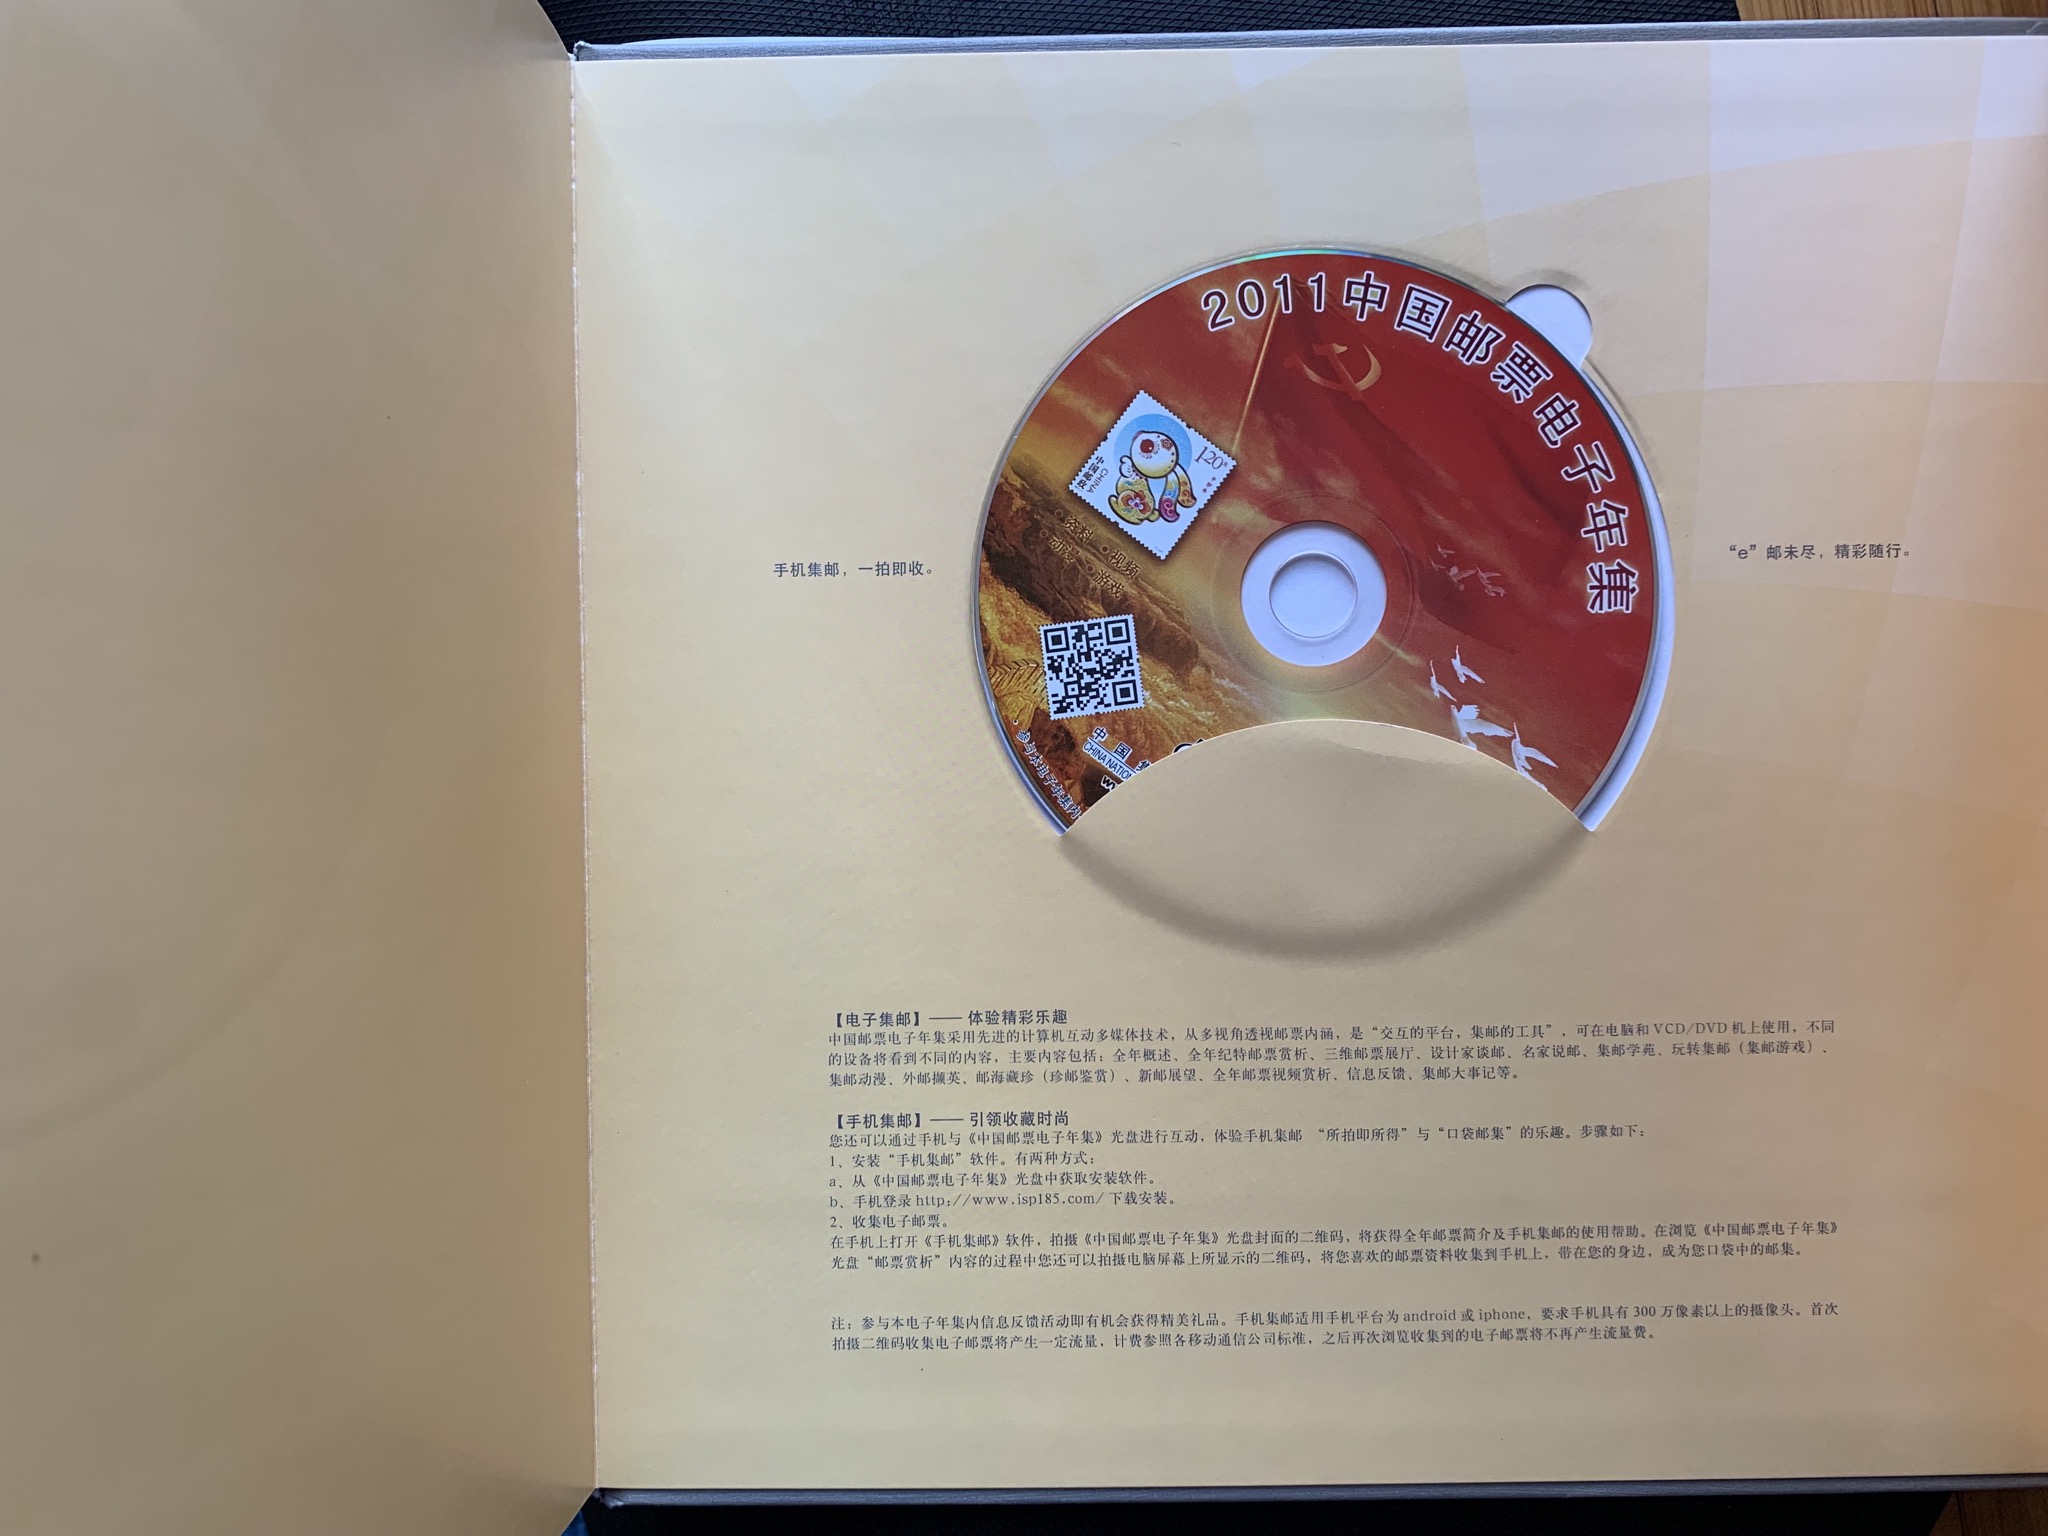 2011中国邮票电子年集
1.20元
中国邮政
CHINA
• 资料 • 视频
• 动漫 • 游戏
中 国
CHINA NATIO
参与本电子年集内
手机集邮，一拍即收。
“e”邮未尽，精彩随行。
【电子集邮】—— 体验精彩乐趣
中国邮票电子年集采用先进的计算机互动多媒体技术，从多视角透视邮票内涵，是“交互的平台，集邮的工具”，可在电脑和VCD/DVD机上使用，不同
的设备将看到不同的内容，主要内容包括：全年概述、全年纪特邮票赏析、三维邮票展厅、设计家谈邮、名家说邮、集邮学苑、玩转集邮（集邮游戏）、
集邮动漫、外邮撷英、邮海藏珍（珍邮鉴赏）、新邮展望、全年邮票视频赏析、信息反馈、集邮大事记等。
【手机集邮】—— 引领收藏时尚
您还可以通过手机与《中国邮票电子年集》光盘进行互动，体验手机集邮 “所拍即所得”与“口袋邮集”的乐趣。步骤如下：
1、安装“手机集邮”软件。有两种方式：
a、从《中国邮票电子年集》光盘中获取安装软件。
b、手机登录http://www.isp185.com/下载安装。
2、收集电子邮票。
在手机上打开《手机集邮》软件，拍摄《中国邮票电子年集》光盘封面的二维码，将获得全年邮票简介及手机集邮的使用帮助。在浏览《中国邮票电子年集》
光盘“邮票赏析”内容的过程中您还可以拍摄电脑屏幕上所显示的二维码，将您喜欢的邮票资料收集到手机上，带在您的身边，成为您口袋中的邮集。
注：参与本电子年集内信息反馈活动即有机会获得精美礼品。手机集邮适用手机平台为android或iphone，要求手机具有300万像素以上的摄像头。首次
拍摄二维码收集电子邮票将产生一定流量，计费参照各移动通信公司标准，之后再次浏览收集到的电子邮票将不再产生流量费。